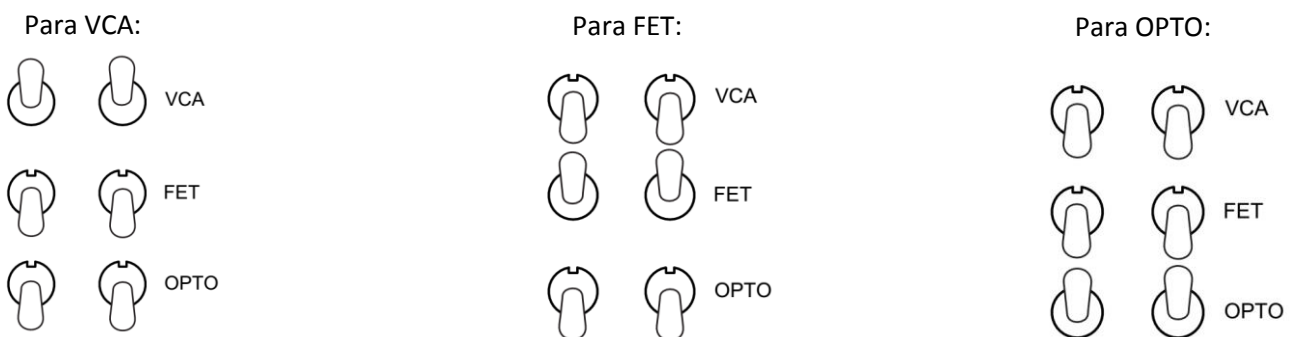 Para VCA:
VCA
FET
OPTO
Para FET:
VCA
FET
OPTO
Para OPTO:
VCA
FET
OPTO